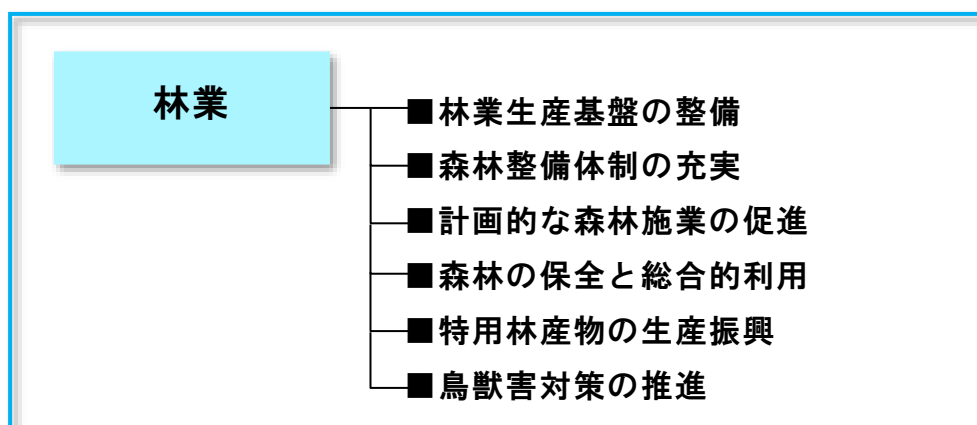 林業
■林業生産基盤の整備
■森林整備体制の充実
■計画的な森林施業の促進
■森林の保全と総合的利用
■特用林産物の生産振興
■鳥獣害対策の推進